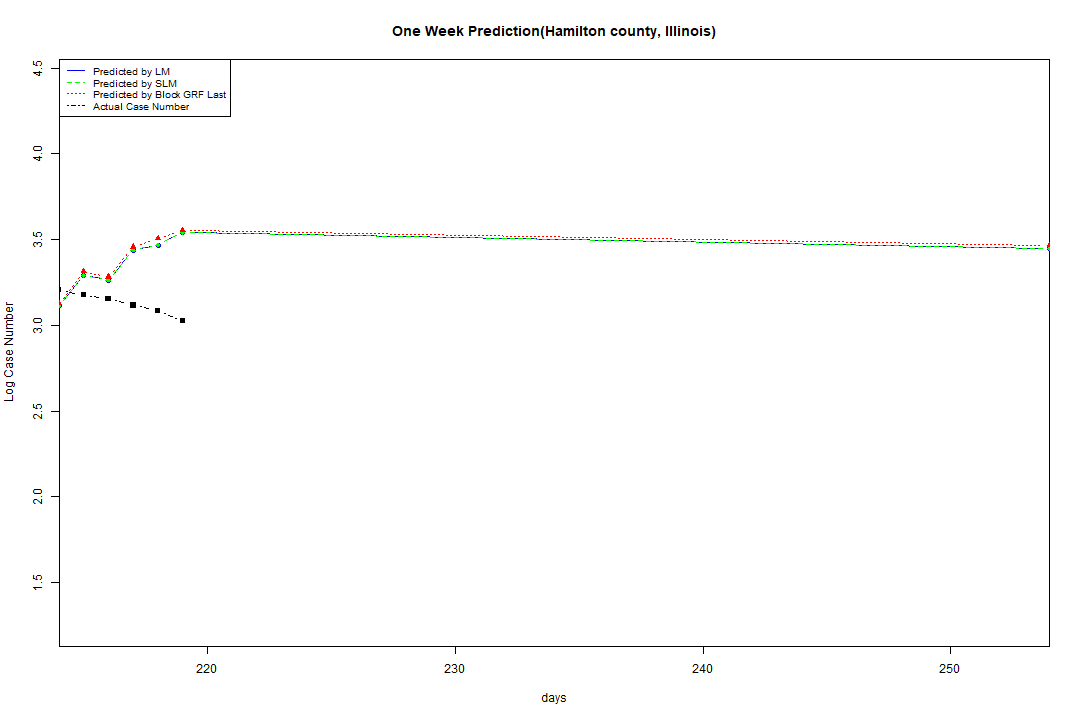 One Week Prediction(Hamilton county, Illinois)
Predicted by LM
Predicted by SLM
Predicted by Block GRF Last
Actual Case Number
4.5
4.0
3.5
3.0
2.5
2.0
1.5
Log Case Number
220 230 240 250
days